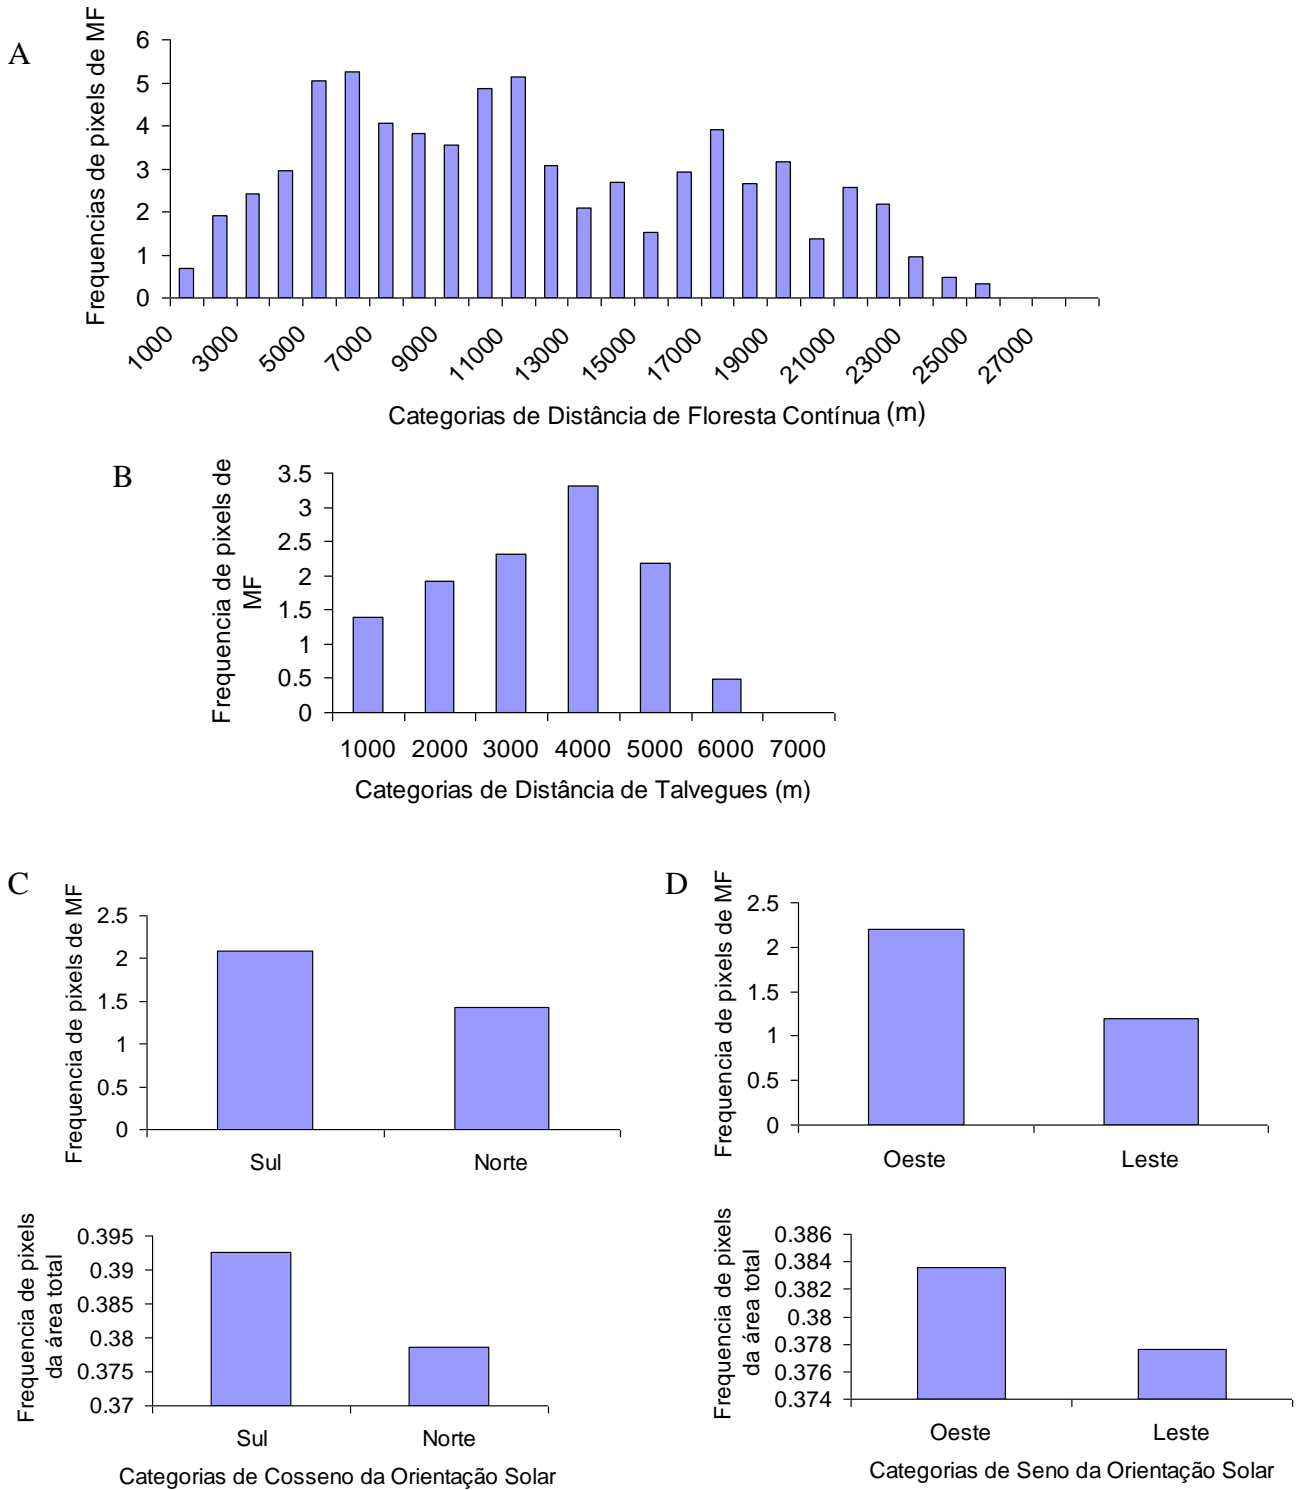 A
Frequencias de pixels de MF
6
5
4
3
2
1
0
1000 3000 5000 7000 9000 11000 13000 15000 17000 19000 21000 23000 25000 27000
Categorias de Distância de Floresta Contínua (m)
B
Frequencia de pixels de
MF
3.5
3
2.5
2
1.5
1
0.5
0
1000 2000 3000 4000 5000 6000 7000
Categorias de Distância de Talvegues (m)
C
Frequencia de pixels de MF
2.5
2
1.5
1
0.5
0
Sul Norte
D
Frequencia de pixels de MF
2.5
2
1.5
1
0.5
0
Oeste Leste
Frequencia de pixels
da área total
0.395
0.39
0.385
0.38
0.375
0.37
Sul Norte
Categorias de Cosseno da Orientação Solar
Frequencia de pixels
da área total
0.386
0.384
0.382
0.38
0.378
0.376
0.374
Oeste Leste
Categorias de Seno da Orientação Solar